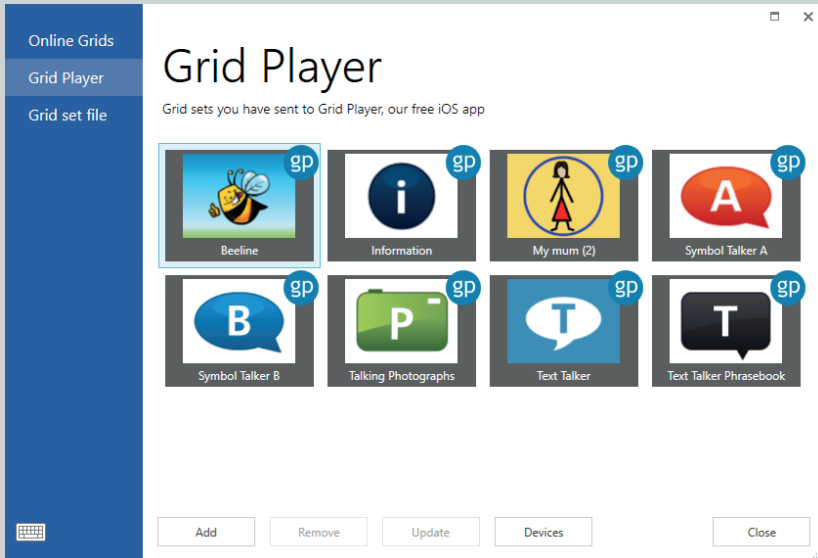 Online Grids
Grid Player
Grid set file
Grid Player
Grid sets you have sent to Grid Player, our free iOS app
gp
gp
gp
gp
i
A
Beeline
Information
My mum (2)
Symbol Talker A
gp
gp
gp
gp
B
P
T
T
Symbol Talker B
Talking Photographs
Text Talker
Text Talker Phrasebook
Add
Remove
Update
Devices
Close